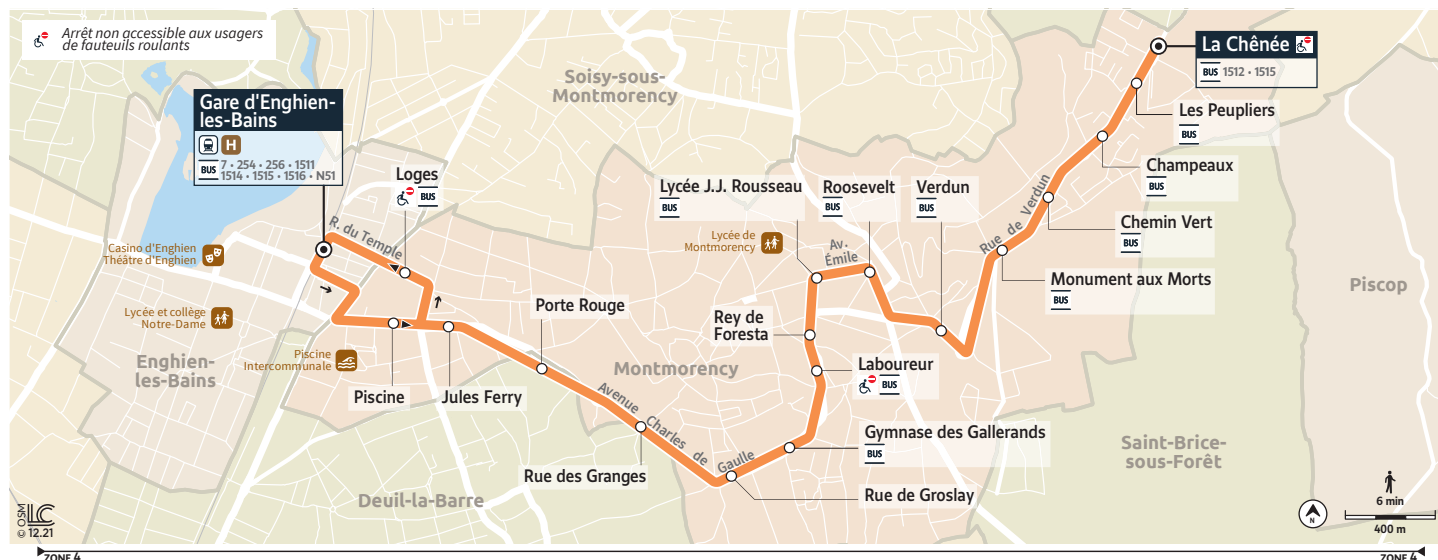 Arrêt non accessible aux usagers
de fauteuils roulants
Soisy-sous-
Montmorency
La Chênée
BUS 1512 • 1515
Gare d'Enghien-
les-Bains
H
BUS 7 • 254 • 256 • 1511
1514 • 1515 • 1516 • N51
Les Peupliers
BUS
Loges
BUS
Lycée J.J. Rousseau
BUS
Roosevelt
BUS
Verdun
BUS
Champeaux
BUS
Rue de Verdun
Chemin Vert
BUS
R. du Temple
Casino d'Enghien
Théâtre d'Enghien
Lycée de
Montmorency
Av.
Émile
Monument aux Morts
BUS
Piscop
Porte Rouge
Lycée et collège
Notre-Dame
Rey de
Foresta
Enghien-
les-Bains
Piscine
Intercommunale
Montmorency
Laboureur
BUS
Piscine
Jules Ferry
Avenue Charles de Gaulle
Gymnase des Gallerands
BUS
Saint-Brice-
sous-Forêt
Rue des Granges
Rue de Groslay
Deuil-la-Barre
6 min
400 m
N
© OSM
LC
12.21
ZONE 4
ZONE 4